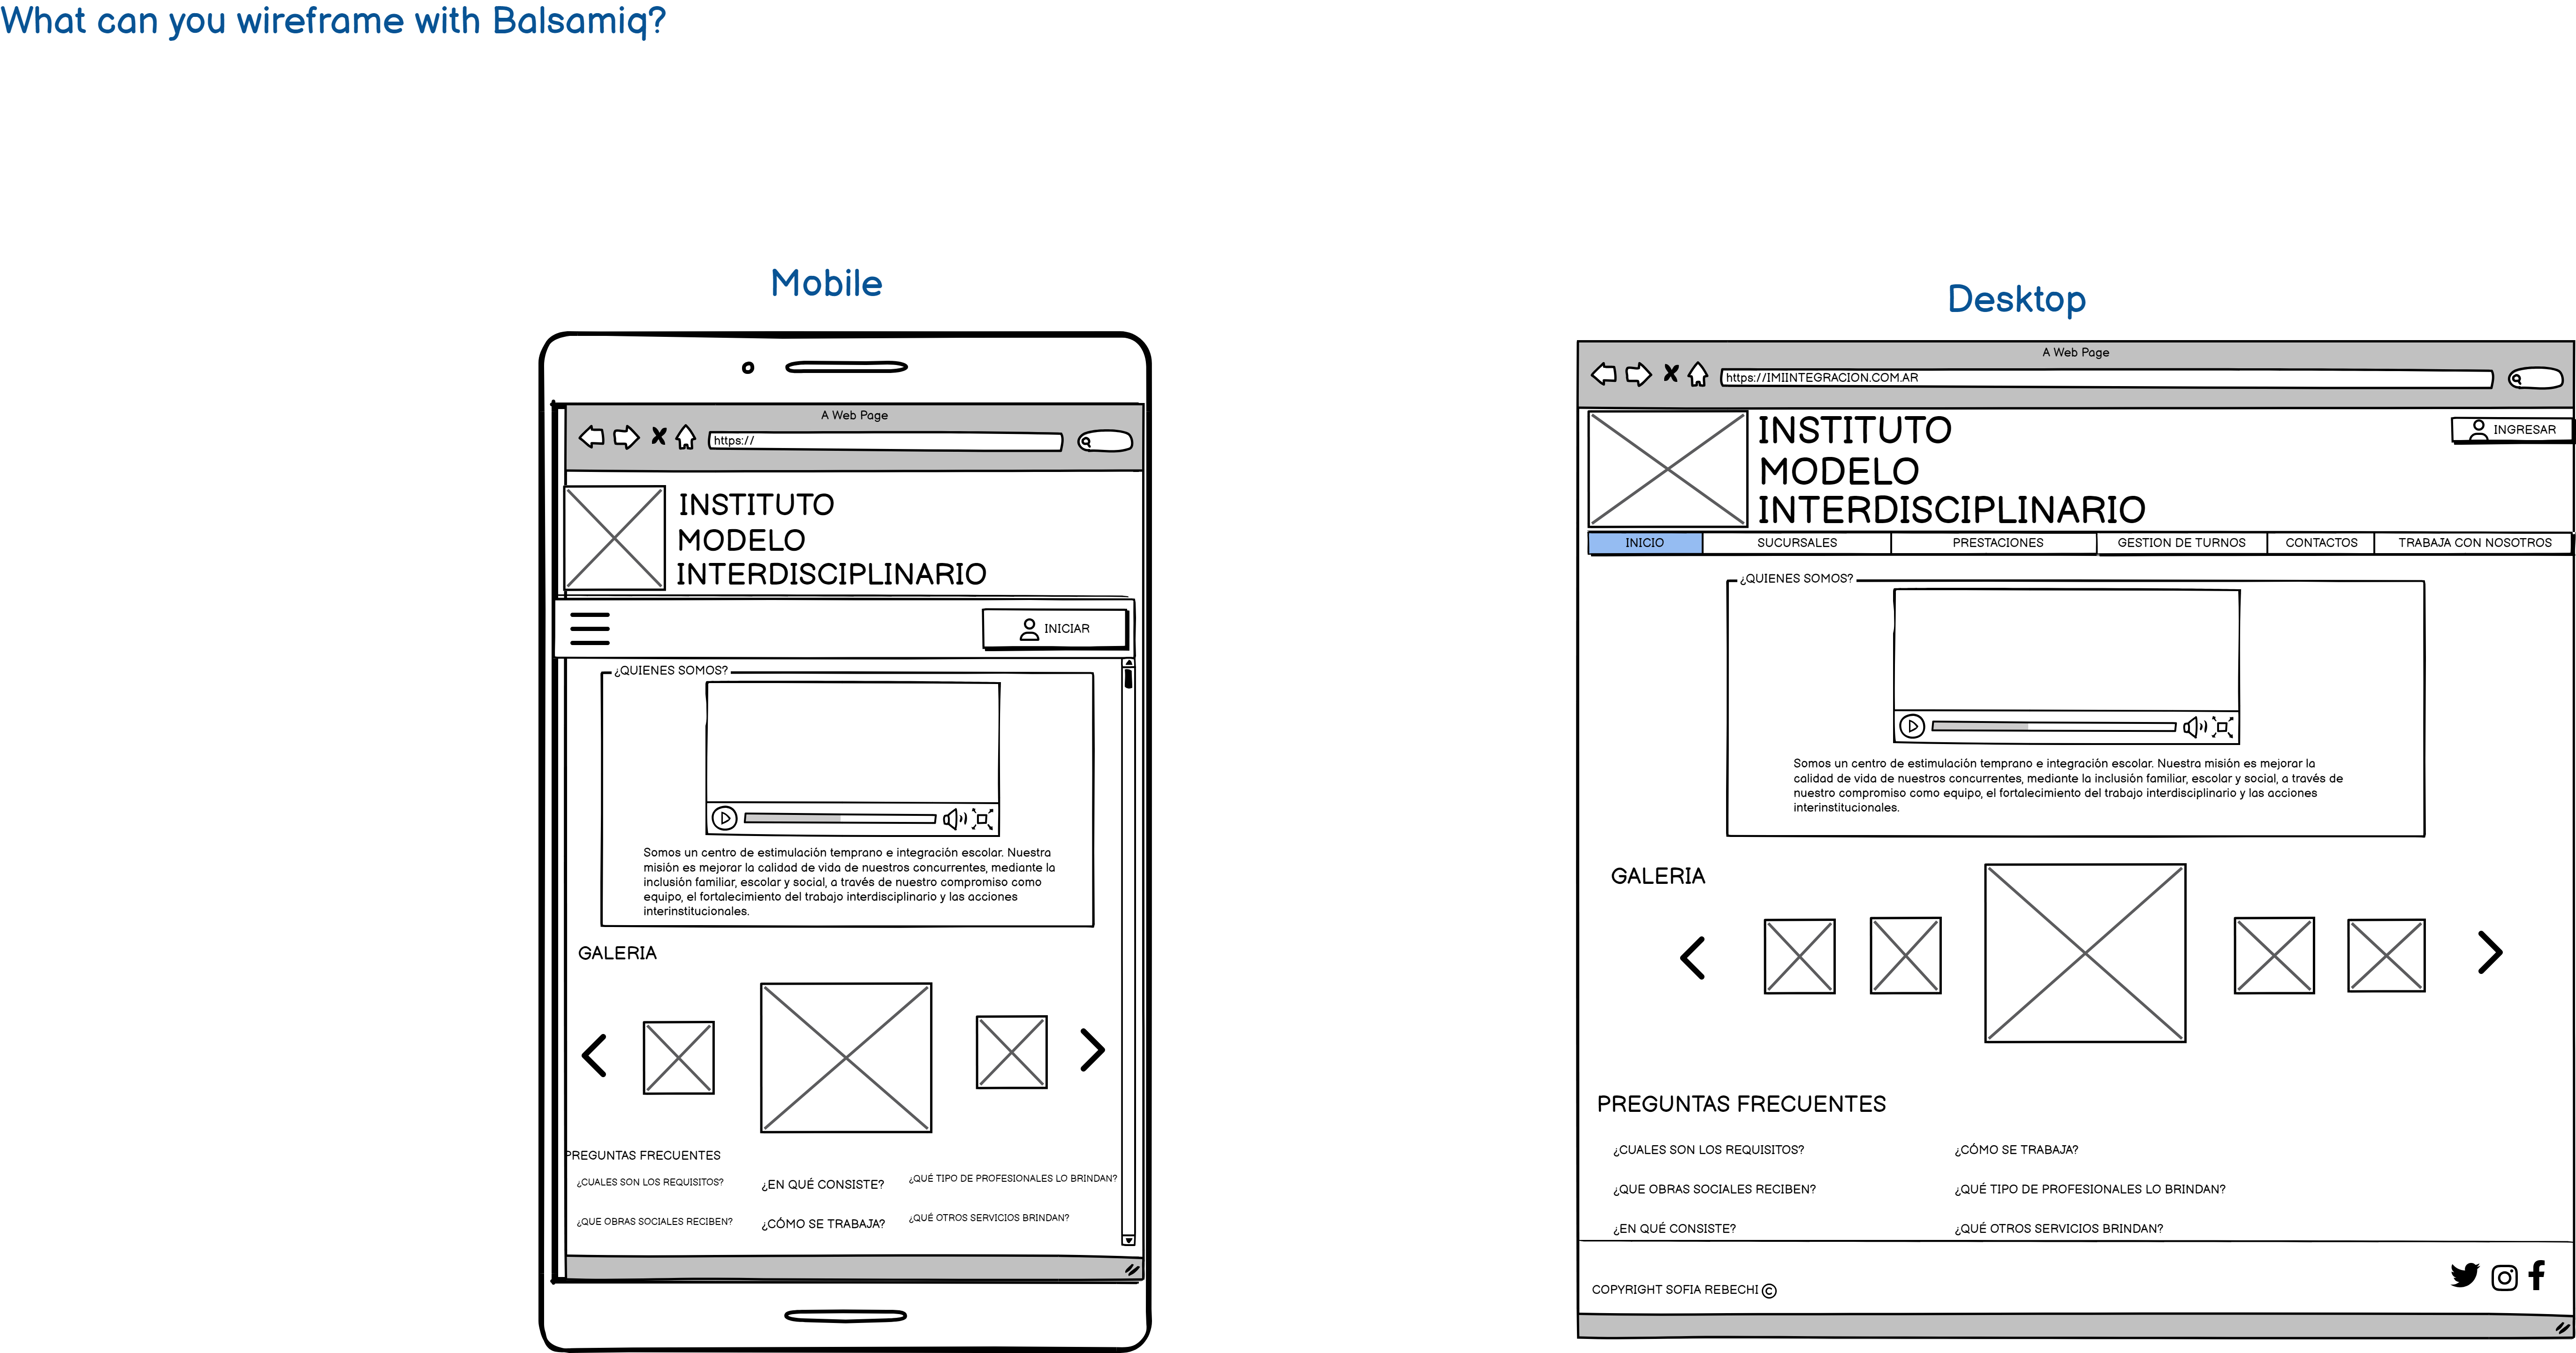 What can you wireframe with Balsamiq?
Mobile
A Web Page
https://
INSTITUTO
MODELO
INTERDISCIPLINARIO
INICIAR
¿QUIENES SOMOS?
Somos un centro de estimulación temprano e integración escolar. Nuestra
misión es mejorar la calidad de vida de nuestros concurrentes, mediante la
inclusión familiar, escolar y social, a través de nuestro compromiso como
equipo, el fortalecimiento del trabajo interdisciplinario y las acciones
interinstitucionales.
GALERIA
PREGUNTAS FRECUENTES
¿CUALES SON LOS REQUISITOS?
¿EN QUÉ CONSISTE?
¿QUÉ TIPO DE PROFESIONALES LO BRINDAN?
¿QUE OBRAS SOCIALES RECIBEN?
¿CÓMO SE TRABAJA?
¿QUÉ OTROS SERVICIOS BRINDAN?
Desktop
A Web Page
https://IMIINTEGRACION.COM.AR
INSTITUTO
MODELO
INTERDISCIPLINARIO
INGRESAR
INICIO SUCURSALES PRESTACIONES GESTION DE TURNOS CONTACTOS TRABAJA CON NOSOTROS
¿QUIENES SOMOS?
Somos un centro de estimulación temprano e integración escolar. Nuestra misión es mejorar la
calidad de vida de nuestros concurrentes, mediante la inclusión familiar, escolar y social, a través de
nuestro compromiso como equipo, el fortalecimiento del trabajo interdisciplinario y las acciones
interinstitucionales.
GALERIA
PREGUNTAS FRECUENTES
¿CUALES SON LOS REQUISITOS?
¿CÓMO SE TRABAJA?
¿QUE OBRAS SOCIALES RECIBEN?
¿QUÉ TIPO DE PROFESIONALES LO BRINDAN?
¿EN QUÉ CONSISTE?
¿QUÉ OTROS SERVICIOS BRINDAN?
COPYRIGHT SOFIA REBECHI ©